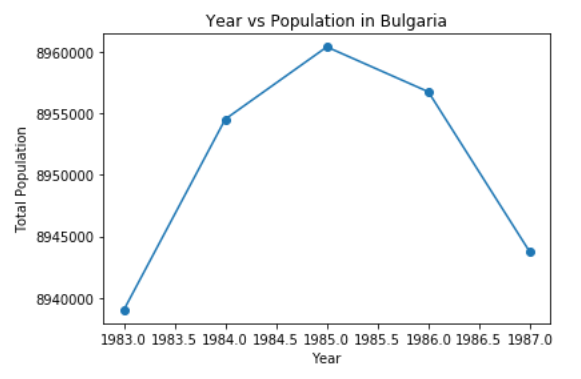 Year vs Population in Bulgaria
Total Population
8960000
8955000
8950000
8945000
8940000
1983.0 1983.5 1984.0 1984.5 1985.0 1985.5 1986.0 1986.5 1987.0
Year